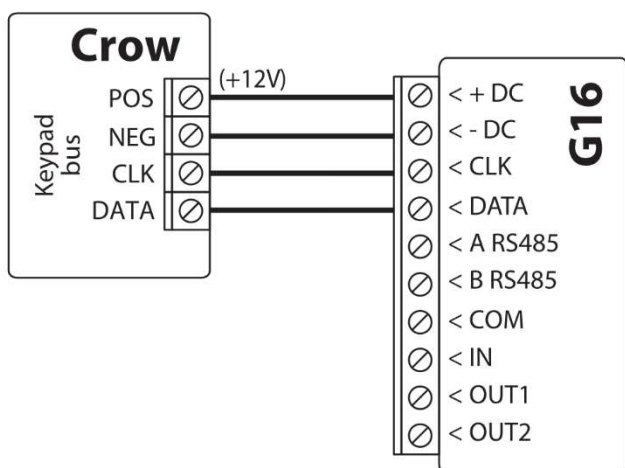 Crow
Keypad
bus
POS
NEG
CLK
DATA
(+12V)
G16
< + DC
< - DC
< CLK
< DATA
< A RS485
< B RS485
< COM
< IN
< OUT1
< OUT2